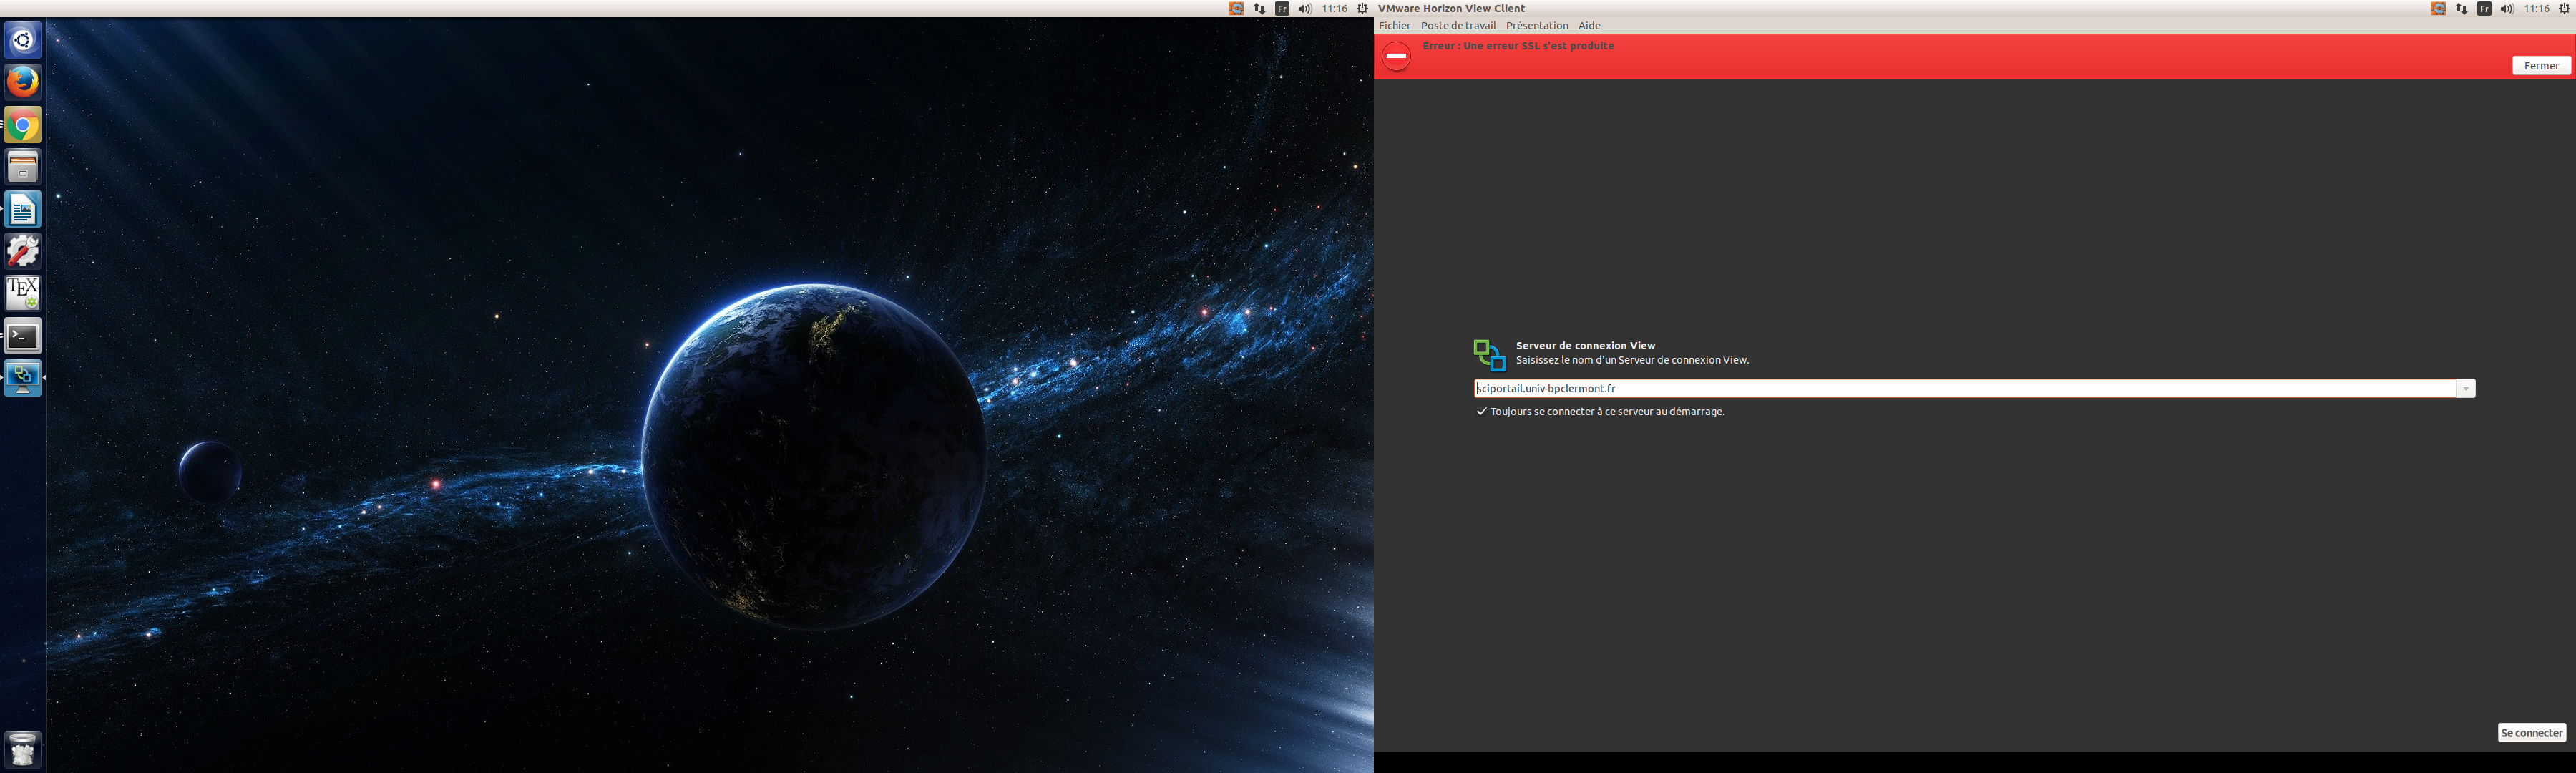 Fr
11:16
VMware Horizon View Client
Fr
11:16
Fichier Poste de travail Présentation Aide
Erreur : Une erreur SSL s'est produite
Fermer
TEX
>_
Serveur de connexion View
Saisissez le nom d'un Serveur de connexion View.
sciportail.univ-bpclermont.fr
Toujours se connecter à ce serveur au démarrage.
Se connecter